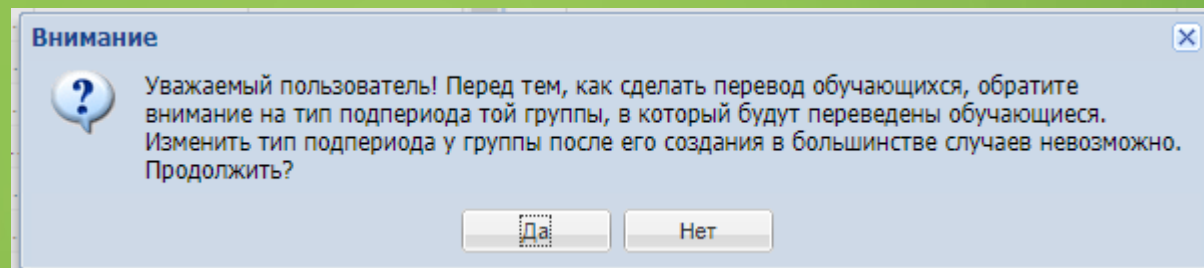 Внимание
Уважаемый пользователь! Перед тем, как сделать перевод обучающихся, обратите
внимание на тип подпериода той группы, в который будут переведены обучающиеся.
Изменить тип подпериода у группы после его создания в большинстве случаев невозможно.
Продолжить?
Да
Нет